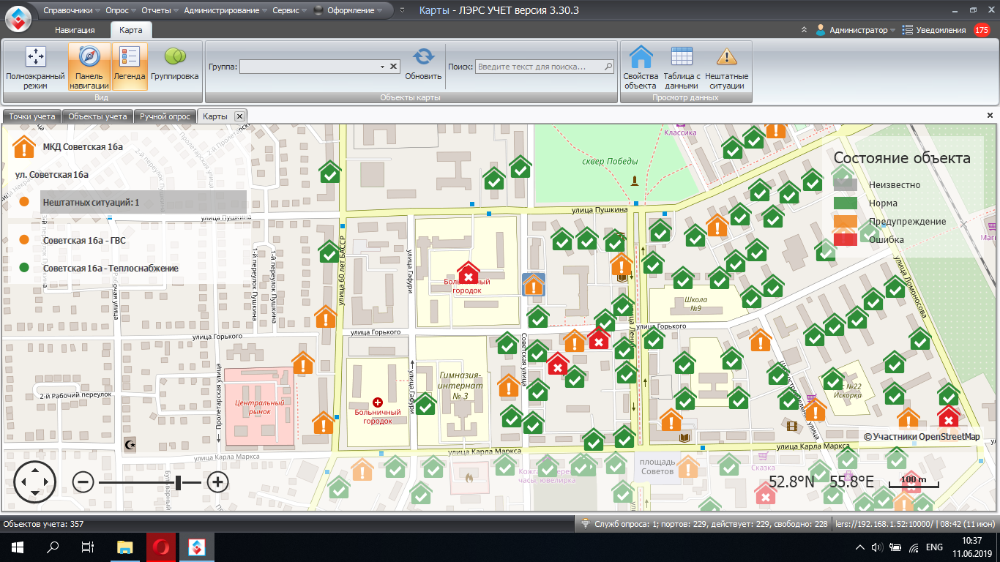 Справочники Опрос Отчеты Администрирование Сервис Оформление
Карты - ЛЭРС УЧЕТ версия 3.30.3
Навигация Карта
Администратор Уведомления 175
Полноэкранный режим
Панель навигации
Легенда
Группировка
Вид
Группа:
Обновить
Поиск: Введите текст для поиска...
Объекты карты
Свойства объекта
Таблица с данными
Нештатные ситуации
Просмотр данных
Точки учета Объекты учета Ручной опрос Карты
МКД Советская 16а
ул. Советская 16а
Нештатных ситуаций: 1
Советская 16а - ГВС
Советская 16а - Теплоснабжение
Состояние объекта
Неизвестно
Норма
Предупреждение
Ошибка
Классика
сквер Победы
улица Пушкина
улица Пушкина
улица 60 лет БАССР
улица Гафури
1-й переулок Пушкина
1-й переулок Пушкина
Больничный
городок
Школа
№9
улица Ломоносова
улица Горького
улица Горького
улица Горького
Советская улица
Пролетарская улица
2-й Рабочий переулок
Центральный
рынок
Больничный
городок
улица Гафури
Гимназия-
интернат
№ 3
№22
Искорка
улица Карла Маркса
улица Карла Маркса
улица Карла Маркса
часы, ювелирка
площадь
Советов
Сказка
© Участники OpenStreetMap
52.8°N 55.8°E
100 m
Объектов учета: 357
Служб опроса: 1; портов: 229, действует: 229, свободно: 228
lers://192.168.1.52:10000/ | 08:42 (11 июн)
ENG
10:37
11.06.2019